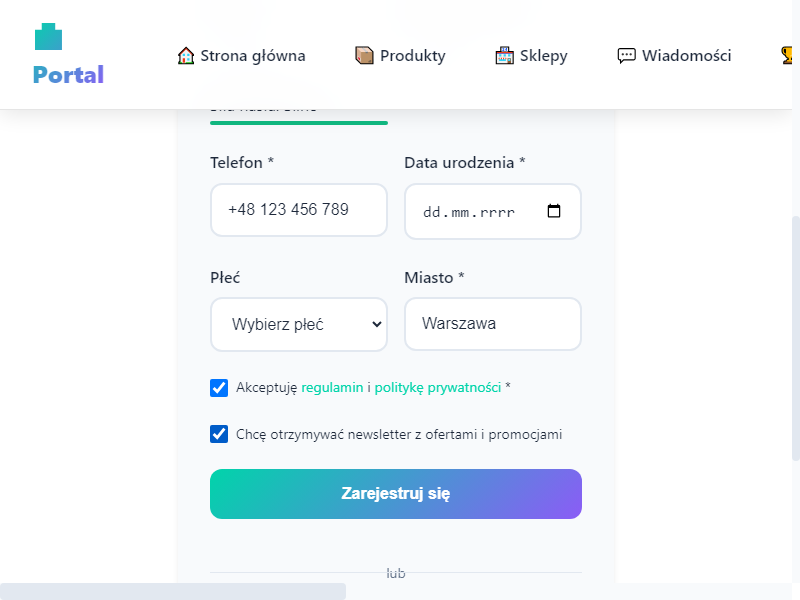 Portal
Strona główna
Produkty
Sklepy
Wiadomości
Telefon *
Data urodzenia *
+48 123 456 789
dd.mm.rrrr
Płeć
Miasto *
Wybierz płeć
Warszawa
Akceptuję regulamin i politykę prywatności *
Chcę otrzymywać newsletter z ofertami i promocjami
Zarejestruj się
lub